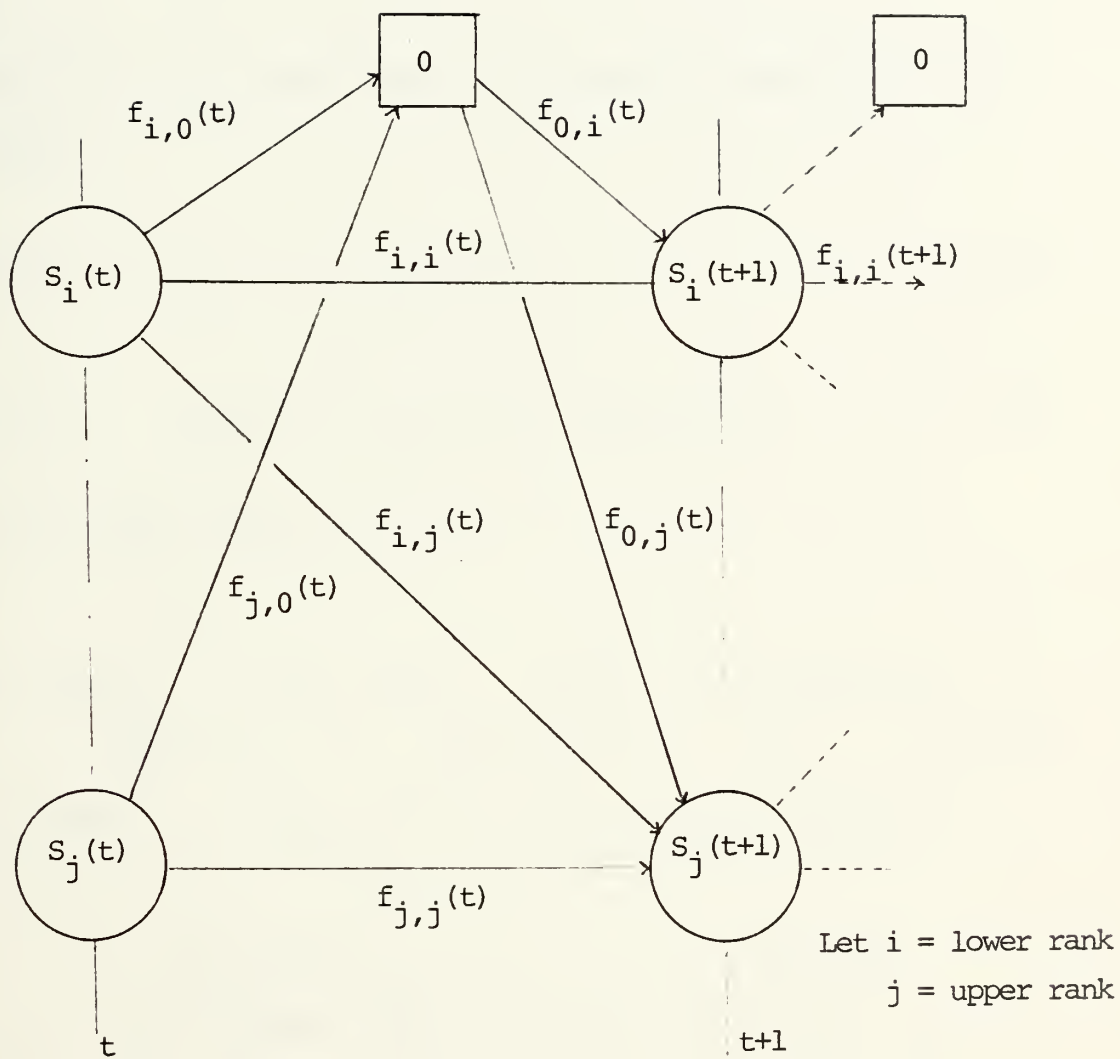 0
0
f_{i,0}(t)
f_{0,i}(t)
f_{i,i}(t)
S_i(t)
S_i(t+1)
f_{i,i}(t+1)
f_{i,j}(t)
f_{0,j}(t)
f_{j,0}(t)
S_j(t)
S_j(t+1)
f_{j,j}(t)
Let i = lower rank
j = upper rank
t
t+1